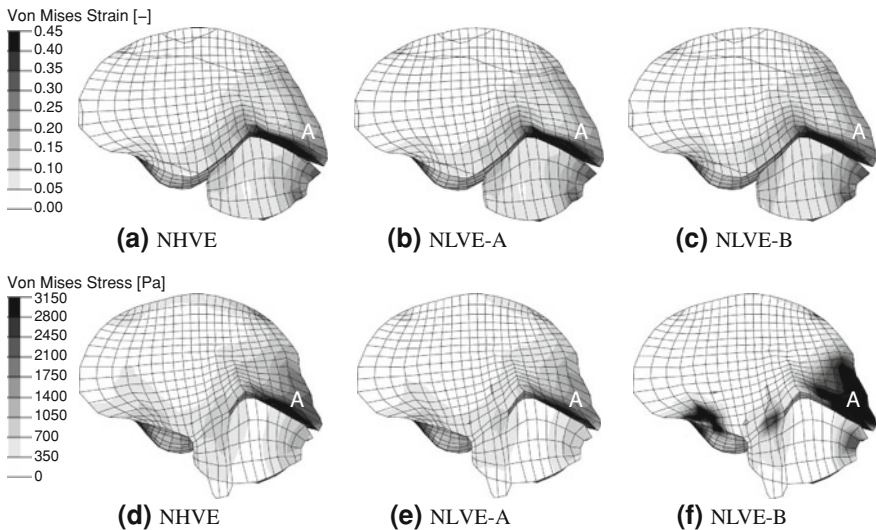 Von Mises Strain [–]
0.45
0.40
0.35
0.30
0.25
0.20
0.15
0.10
0.05
0.00
A
A
A
(a) NHVE
(b) NLVE-A
(c) NLVE-B
Von Mises Stress [Pa]
3150
2800
2450
2100
1750
1400
1050
700
350
0
A
A
A
(d) NHVE
(e) NLVE-A
(f) NLVE-B